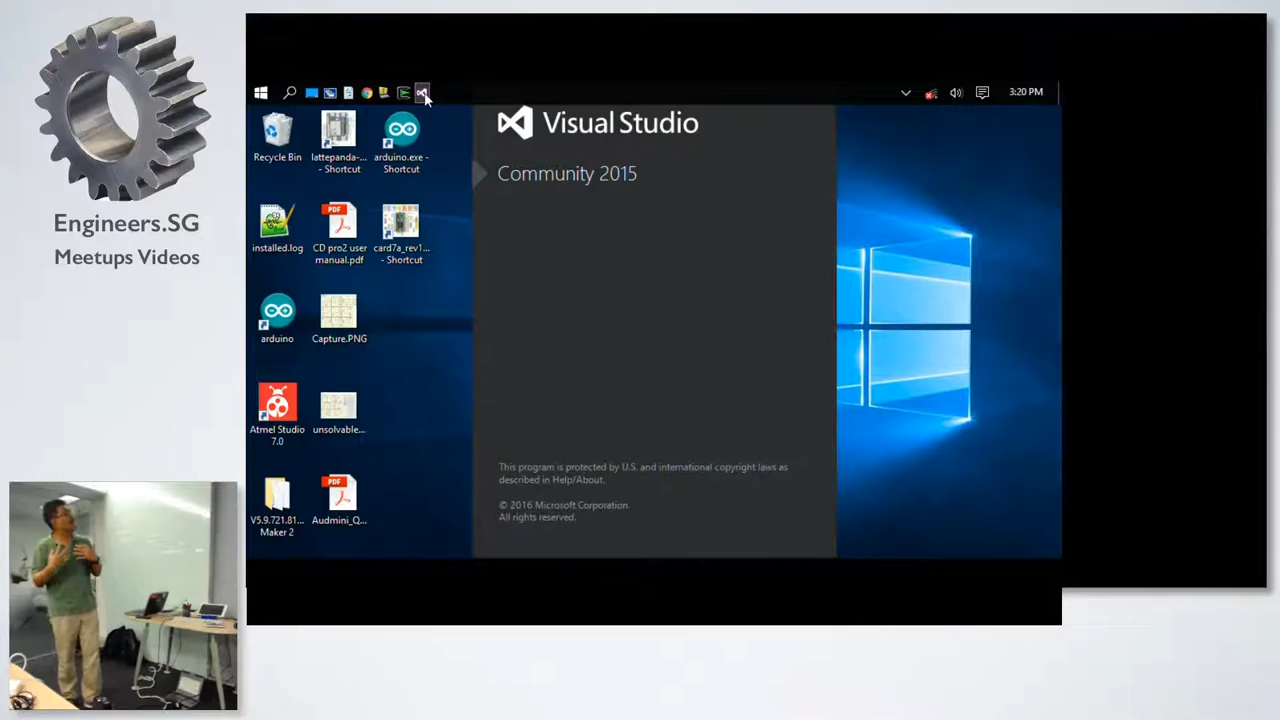 Engineers.SG
Meetups Videos
3:20 PM
Visual Studio
Community 2015
Recycle Bin
lattepanda-...
- Shortcut
arduino.exe -
Shortcut
installed.log
PDF
CD pro2 user
manual.pdf
card7a_rev1...
- Shortcut
arduino
Capture.PNG
Atmel Studio
7.0
unsolvable...
V5.9.721.81...
Maker 2
PDF
Audmini_Q...
This program is protected by U.S. and international copyright laws as
described in Help/About.
© 2016 Microsoft Corporation.
All rights reserved.